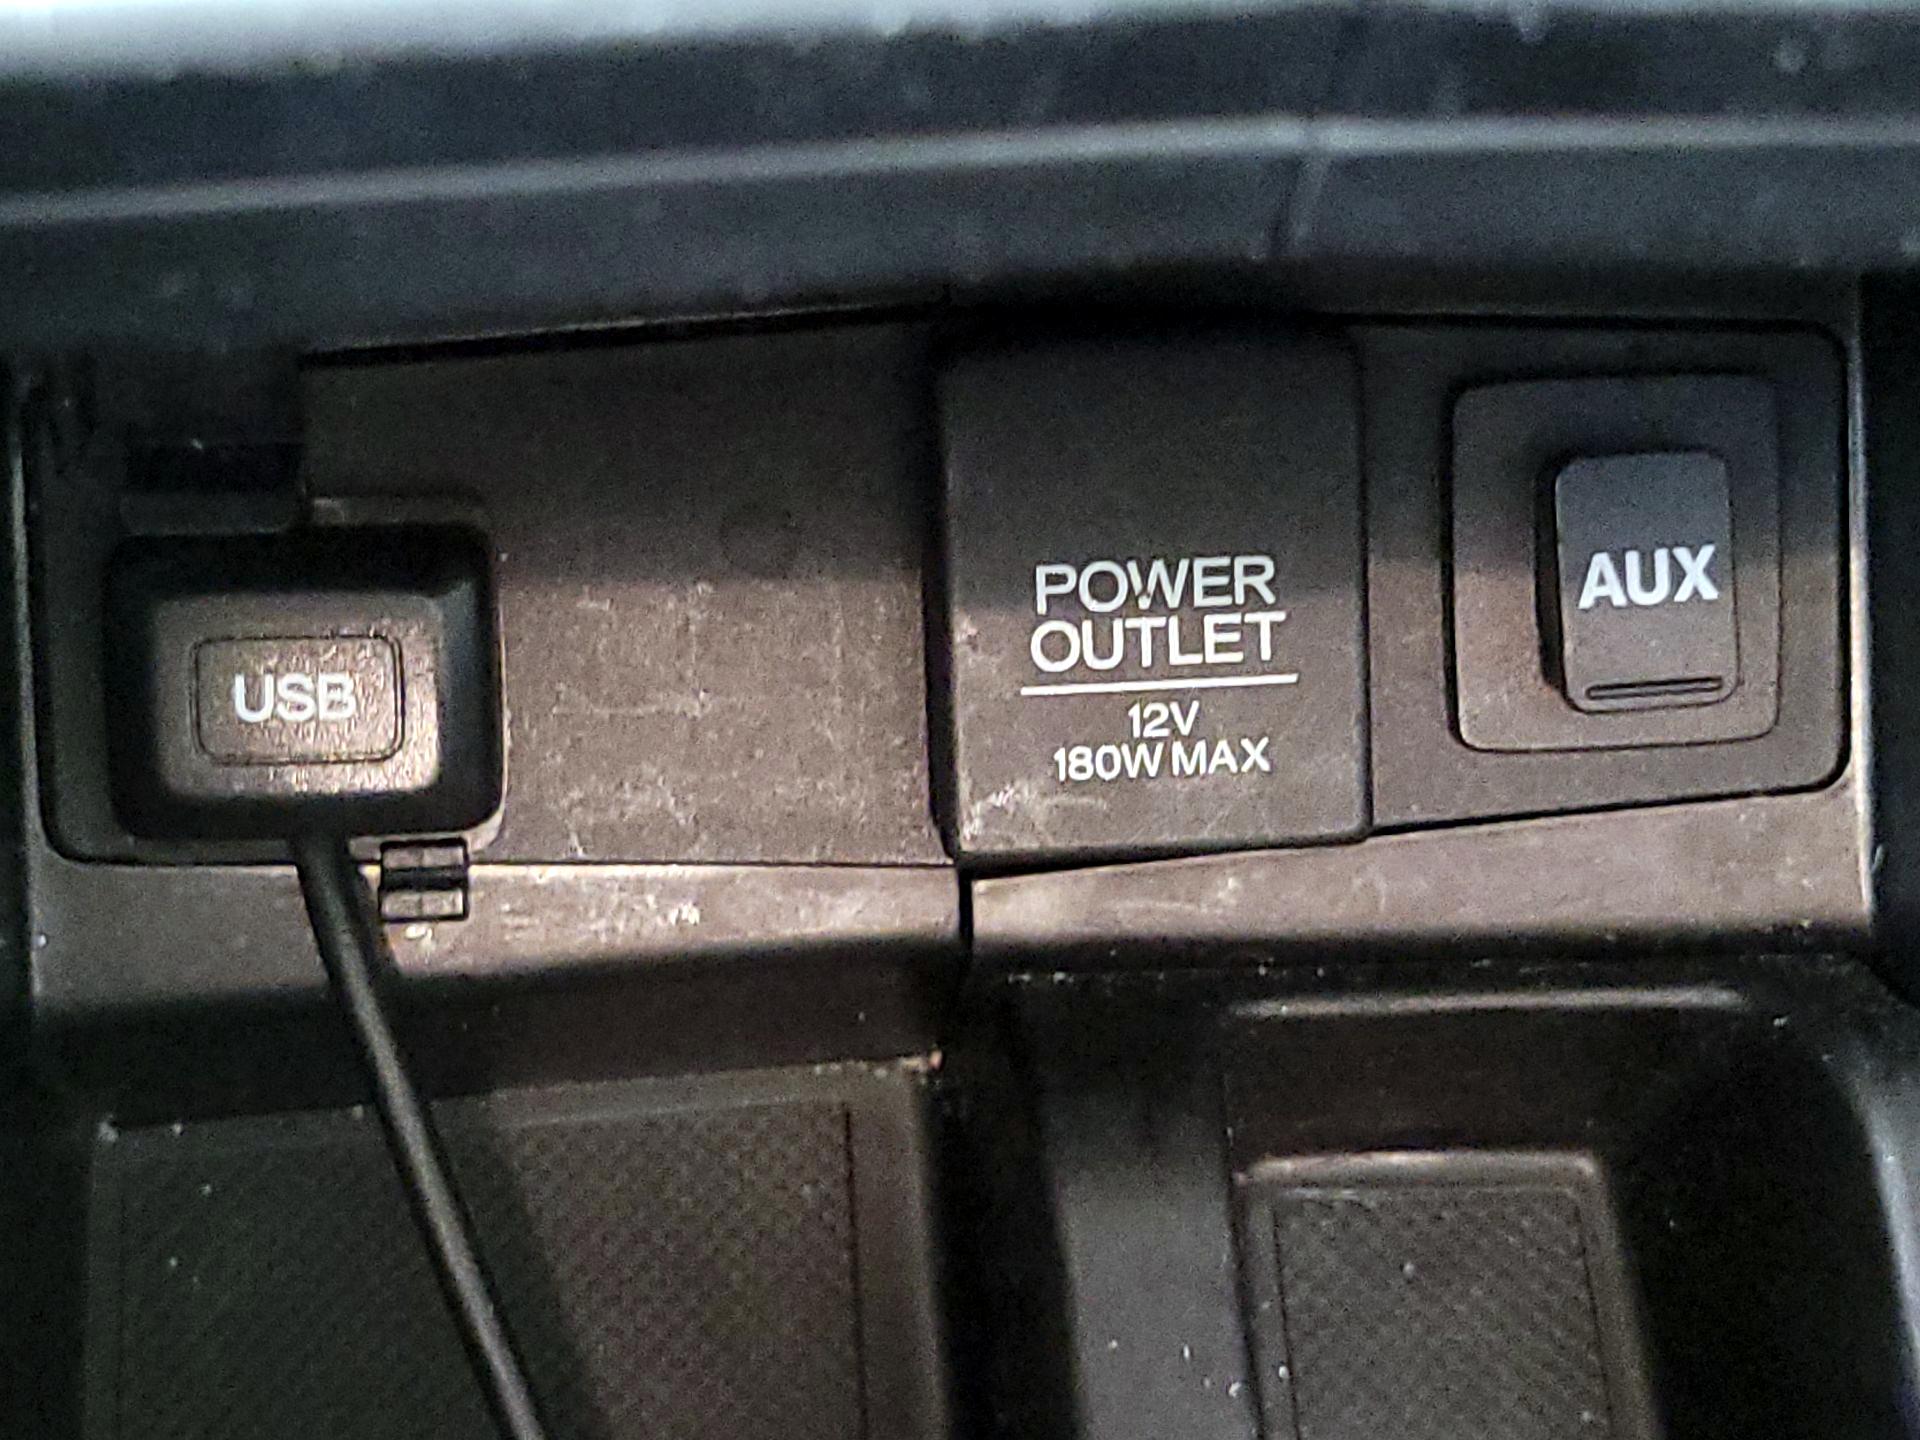 USB
POWER
OUTLET
12V
180W MAX
AUX